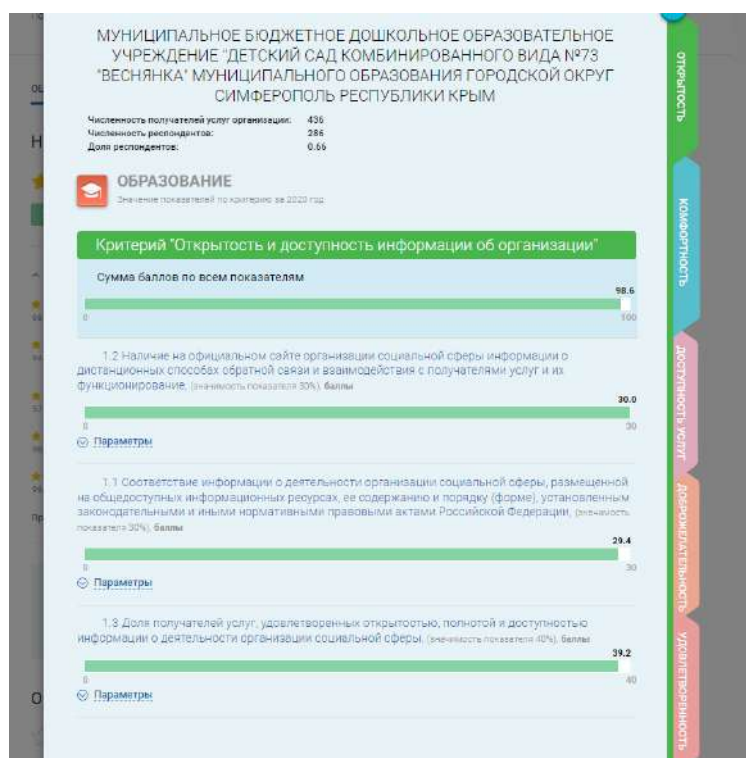 МУНИЦИПАЛЬНОЕ БЮДЖЕТНОЕ ДОШКОЛЬНОЕ ОБРАЗОВАТЕЛЬНОЕ
УЧРЕЖДЕНИЕ "ДЕТСКИЙ САД КОМБИНИРОВАННОГО ВИДА №73
"ВЕСНЯНКА" МУНИЦИПАЛЬНОГО ОБРАЗОВАНИЯ ГОРОДСКОЙ ОКРУГ
СИМФЕРОПОЛЬ РЕСПУБЛИКИ КРЫМ
Численность получателей услуг организации: 436
Численность респондентов: 286
Доля респондентов: 0.66
ОБРАЗОВАНИЕ
Значение показателей по критерию за 2020 год
Критерий "Открытость и доступность информации об организации"
Сумма баллов по всем показателям
98.6
0 100
1.2 Наличие на официальном сайте организации социальной сферы информации о
дистанционных способах обратной связи и взаимодействия с получателями услуг и их
функционирование, (значимость показателя 30%), баллы
30.0
0 30
Параметры
1.1 Соответствие информации о деятельности организации социальной сферы, размещенной
на общедоступных информационных ресурсах, ее содержанию и порядку (форме), установленным
законодательными и иными нормативными правовыми актами Российской Федерации, (значимость
показателя 30%), баллы
29.4
0 30
Параметры
1.3 Доля получателей услуг, удовлетворенных открытостью, полнотой и доступностью
информации о деятельности организации социальной сферы, (значимость показателя 40%), баллы
39.2
0 40
Параметры
ОТКРЫТОСТЬ
КОМФОРТНОСТЬ
ДОСТУПНОСТЬ УСЛУГ
ДОБРОЖЕЛАТЕЛЬНОСТЬ
УДОВЛЕТВОРЕННОСТЬ